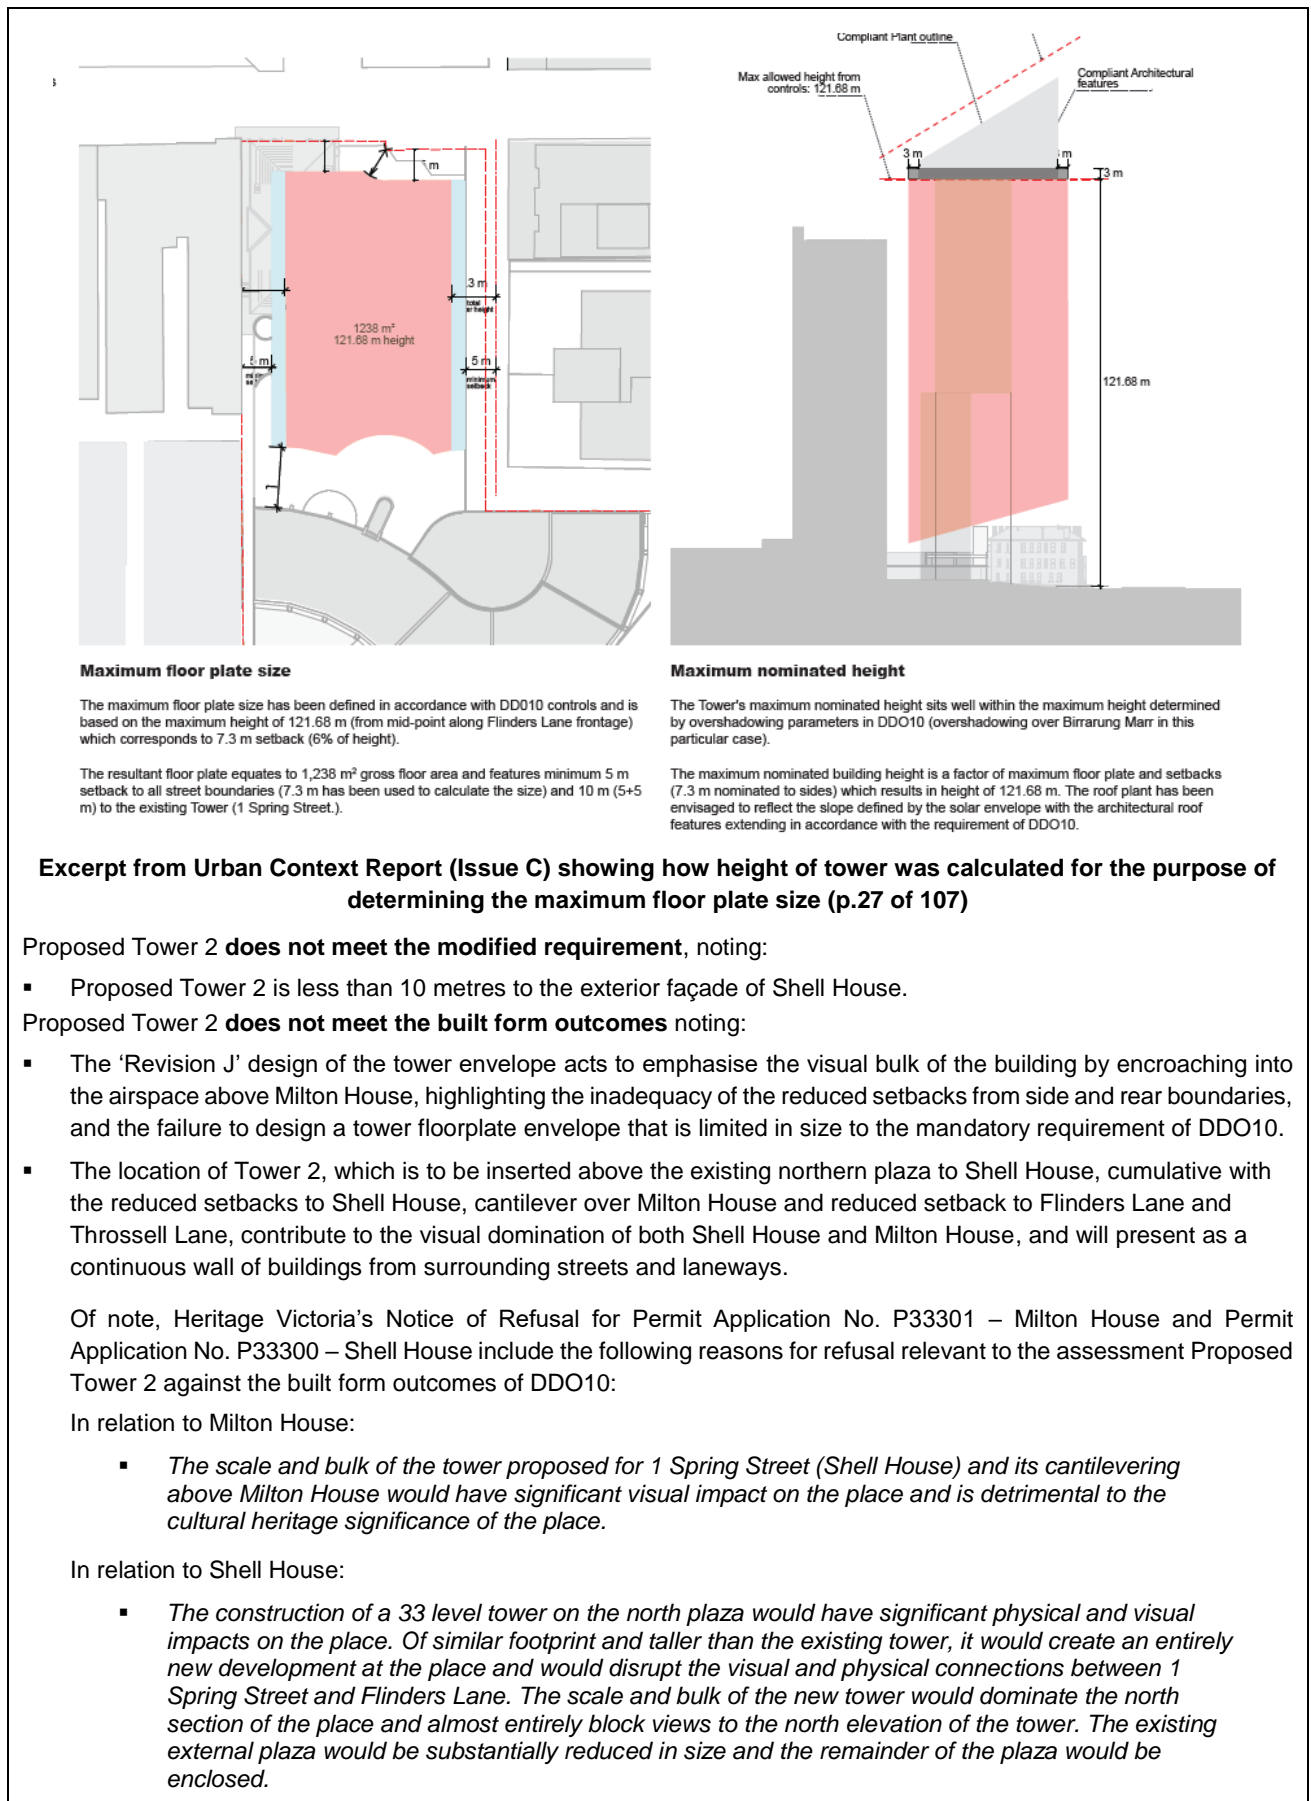 Compliant Plant outline
Max allowed height from
controls: 121.68 m
Compliant Architectural
features
3 m
m
3 m
m
.3 m
total
er height
1238 m²
121.68 m height
5 m
5 m
minimum
setback
121.68 m
Maximum floor plate size
The maximum floor plate size has been defined in accordance with DD010 controls and is
based on the maximum height of 121.68 m (from mid-point along Flinders Lane frontage)
which corresponds to 7.3 m setback (6% of height).
The resultant floor plate equates to 1,238 m² gross floor area and features minimum 5 m
setback to all street boundaries (7.3 m has been used to calculate the size) and 10 m (5+5
m) to the existing Tower (1 Spring Street.).
Maximum nominated height
The Tower's maximum nominated height sits well within the maximum height determined
by overshadowing parameters in DDO10 (overshadowing over Birrarung Marr in this
particular case).
The maximum nominated building height is a factor of maximum floor plate and setbacks
(7.3 m nominated to sides) which results in height of 121.68 m. The roof plant has been
envisaged to reflect the slope defined by the solar envelope with the architectural roof
features extending in accordance with the requirement of DDO10.
Excerpt from Urban Context Report (Issue C) showing how height of tower was calculated for the purpose of
determining the maximum floor plate size (p.27 of 107)
Proposed Tower 2 does not meet the modified requirement, noting:
▪ Proposed Tower 2 is less than 10 metres to the exterior façade of Shell House.
Proposed Tower 2 does not meet the built form outcomes noting:
▪ The ‘Revision J’ design of the tower envelope acts to emphasise the visual bulk of the building by encroaching into
the airspace above Milton House, highlighting the inadequacy of the reduced setbacks from side and rear boundaries,
and the failure to design a tower floorplate envelope that is limited in size to the mandatory requirement of DDO10.
▪ The location of Tower 2, which is to be inserted above the existing northern plaza to Shell House, cumulative with
the reduced setbacks to Shell House, cantilever over Milton House and reduced setback to Flinders Lane and
Throssell Lane, contribute to the visual domination of both Shell House and Milton House, and will present as a
continuous wall of buildings from surrounding streets and laneways.
Of note, Heritage Victoria’s Notice of Refusal for Permit Application No. P33301 – Milton House and Permit
Application No. P33300 – Shell House include the following reasons for refusal relevant to the assessment Proposed
Tower 2 against the built form outcomes of DDO10:
In relation to Milton House:
▪ The scale and bulk of the tower proposed for 1 Spring Street (Shell House) and its cantilevering
above Milton House would have significant visual impact on the place and is detrimental to the
cultural heritage significance of the place.
In relation to Shell House:
▪ The construction of a 33 level tower on the north plaza would have significant physical and visual
impacts on the place. Of similar footprint and taller than the existing tower, it would create an entirely
new development at the place and would disrupt the visual and physical connections between 1
Spring Street and Flinders Lane. The scale and bulk of the new tower would dominate the north
section of the place and almost entirely block views to the north elevation of the tower. The existing
external plaza would be substantially reduced in size and the remainder of the plaza would be
enclosed.